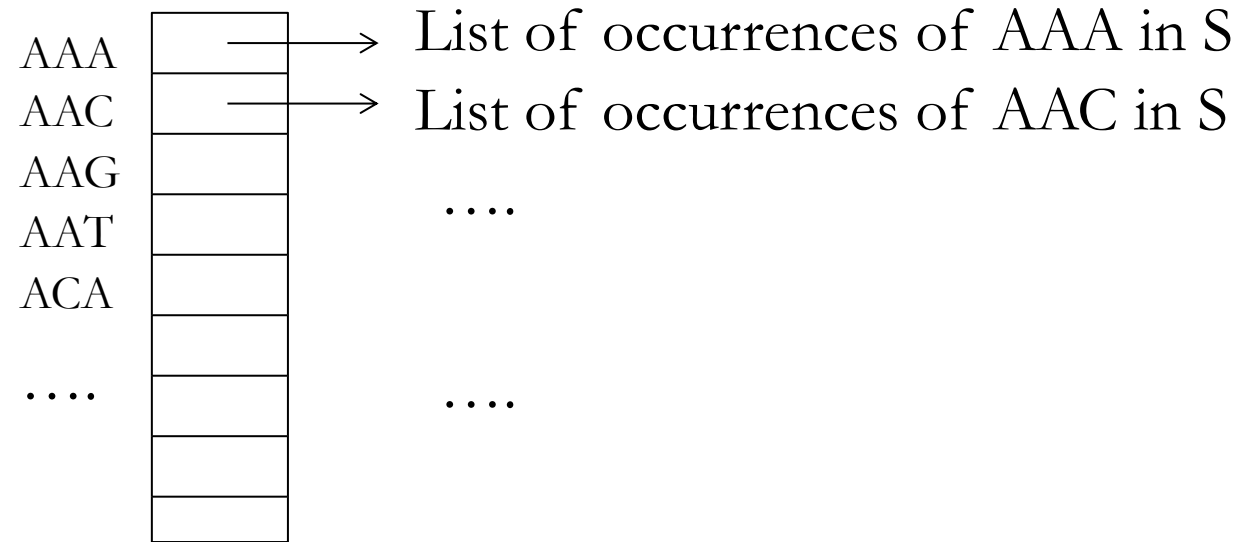 AAA List of occurrences of AAA in S
AAC List of occurrences of AAC in S
AAG
AAT ....
ACA
.... ....